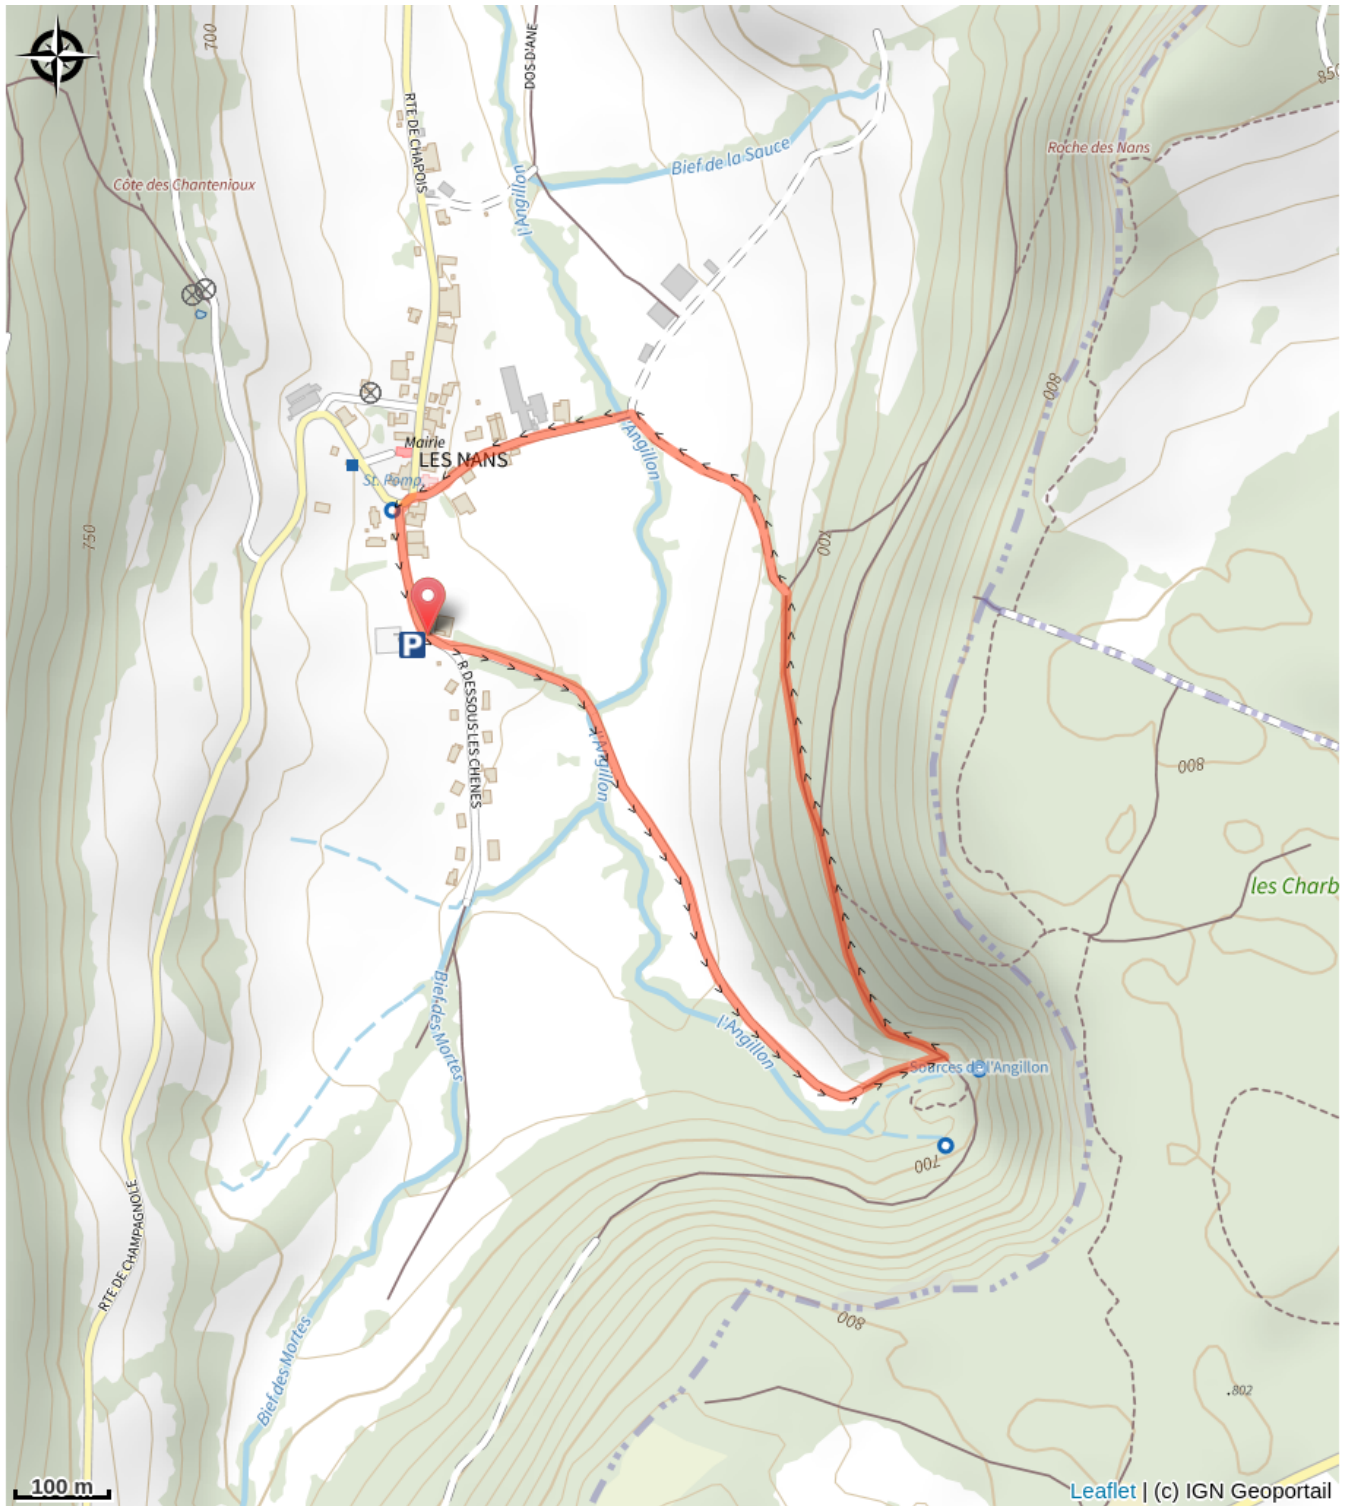 700
DOS D'ANE
850
RTE DE CHAPOIS
Bief de la Sauce
Roche des Nans
Côte des Chantenioux
l'Angillon
800
Mairie
LES NANS
l'Angillon
St. Pomp.
750
700
P
R DESSOUS LES CHENES
l'Angillon
800
les Charb
Bief des Mortes
l'Angillon
Sources de l'Angillon
700
RTE DE CHAMPAGNOLE
800
Bief des Mortes
802
100 m
Leaflet | (c) IGN Geoportail